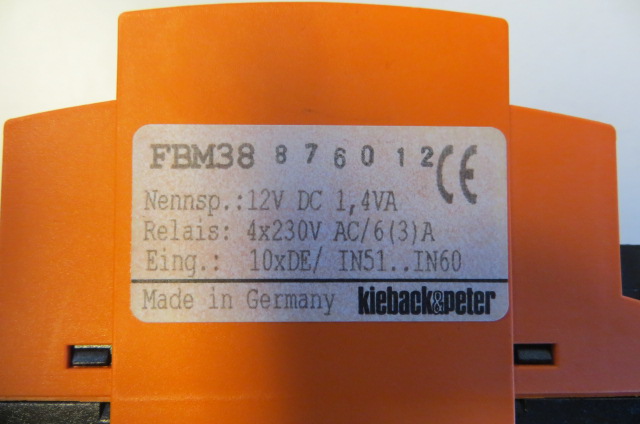 FBM38 876012 CE
Nennsp.:12V DC 1,4VA
Relais: 4x230V AC/6(3)A
Eing.: 10xDE/ IN51..IN60
Made in Germany kieback&peter